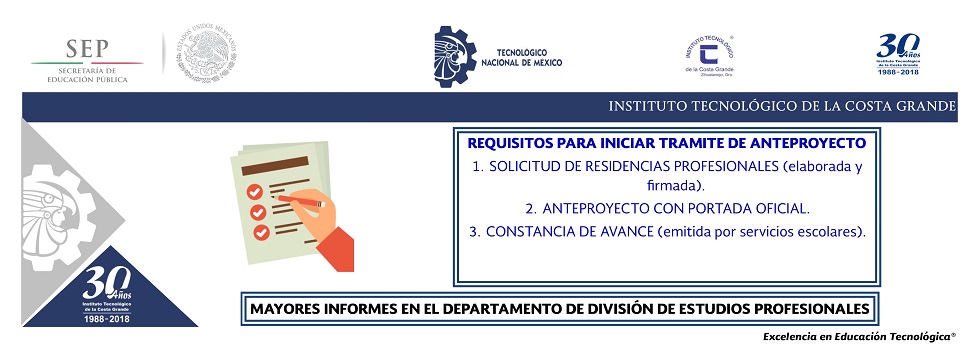 SEP
SECRETARÍA DE
EDUCACIÓN PÚBLICA
ESTADOS UNIDOS MEXICANOS
TECNOLÓGICO
NACIONAL DE MÉXICO
INSTITUTO TECNOLÓGICO
de la Costa Grande
Zihuatanejo, Gro.
30 Años
Instituto Tecnológico
de la Costa Grande
1988-2018
INSTITUTO TECNOLÓGICO DE LA COSTA GRANDE
REQUISITOS PARA INICIAR TRAMITE DE ANTEPROYECTO
1. SOLICITUD DE RESIDENCIAS PROFESIONALES (elaborada y
firmada).
2. ANTEPROYECTO CON PORTADA OFICIAL.
3. CONSTANCIA DE AVANCE (emitida por servicios escolares).
30 Años
Instituto Tecnológico
de la Costa Grande
1988-2018
MAYORES INFORMES EN EL DEPARTAMENTO DE DIVISIÓN DE ESTUDIOS PROFESIONALES
Excelencia en Educación Tecnológica®